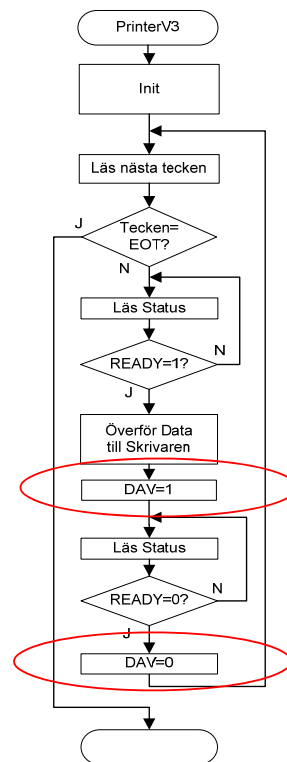 PrinterV3
Init
Läs nästa tecken
J
Tecken=
EOT?
N
Läs Status
READY=1?
N
J
Överför Data
till Skrivaren
DAV=1
Läs Status
READY=0?
N
J
DAV=0